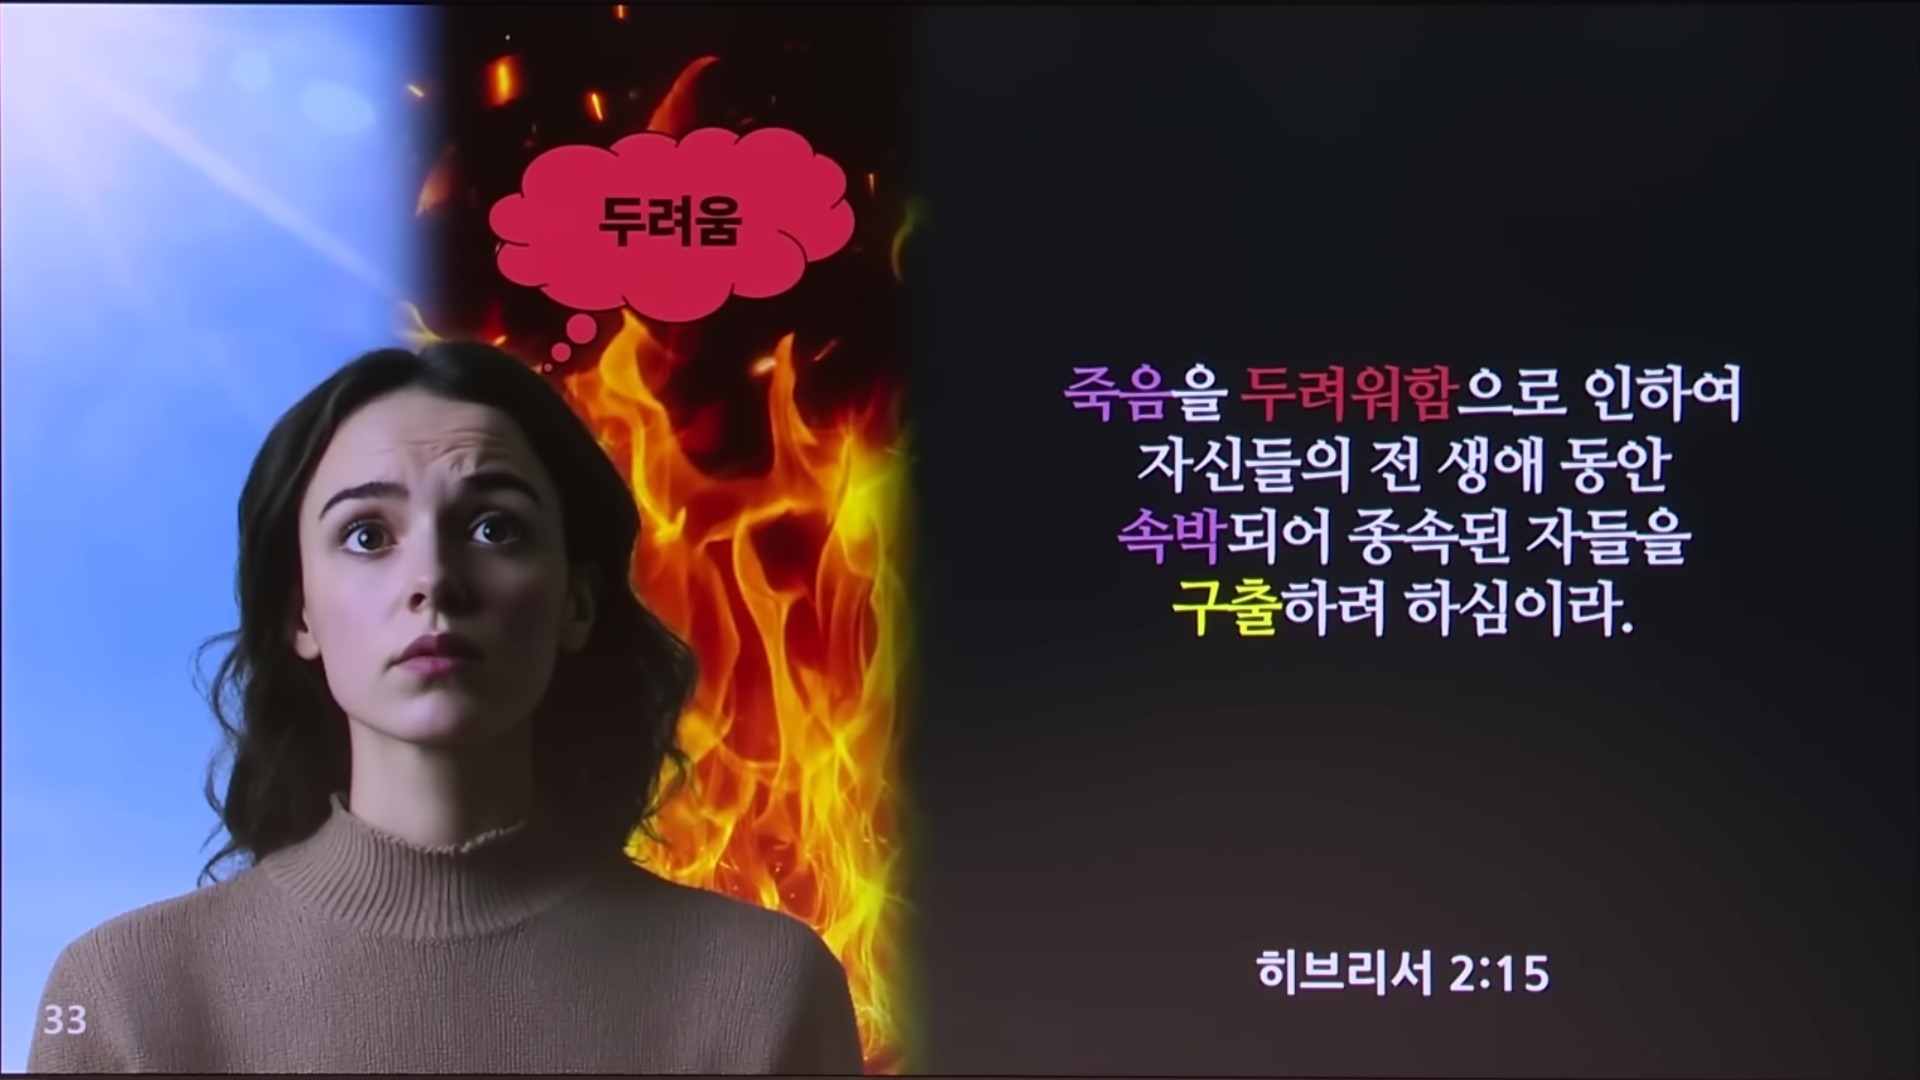 두려움
죽음을 두려워함으로 인하여
자신들의 전 생애 동안
속박되어 종속된 자들을
구출하려 하심이라.
히브리서 2:15
33